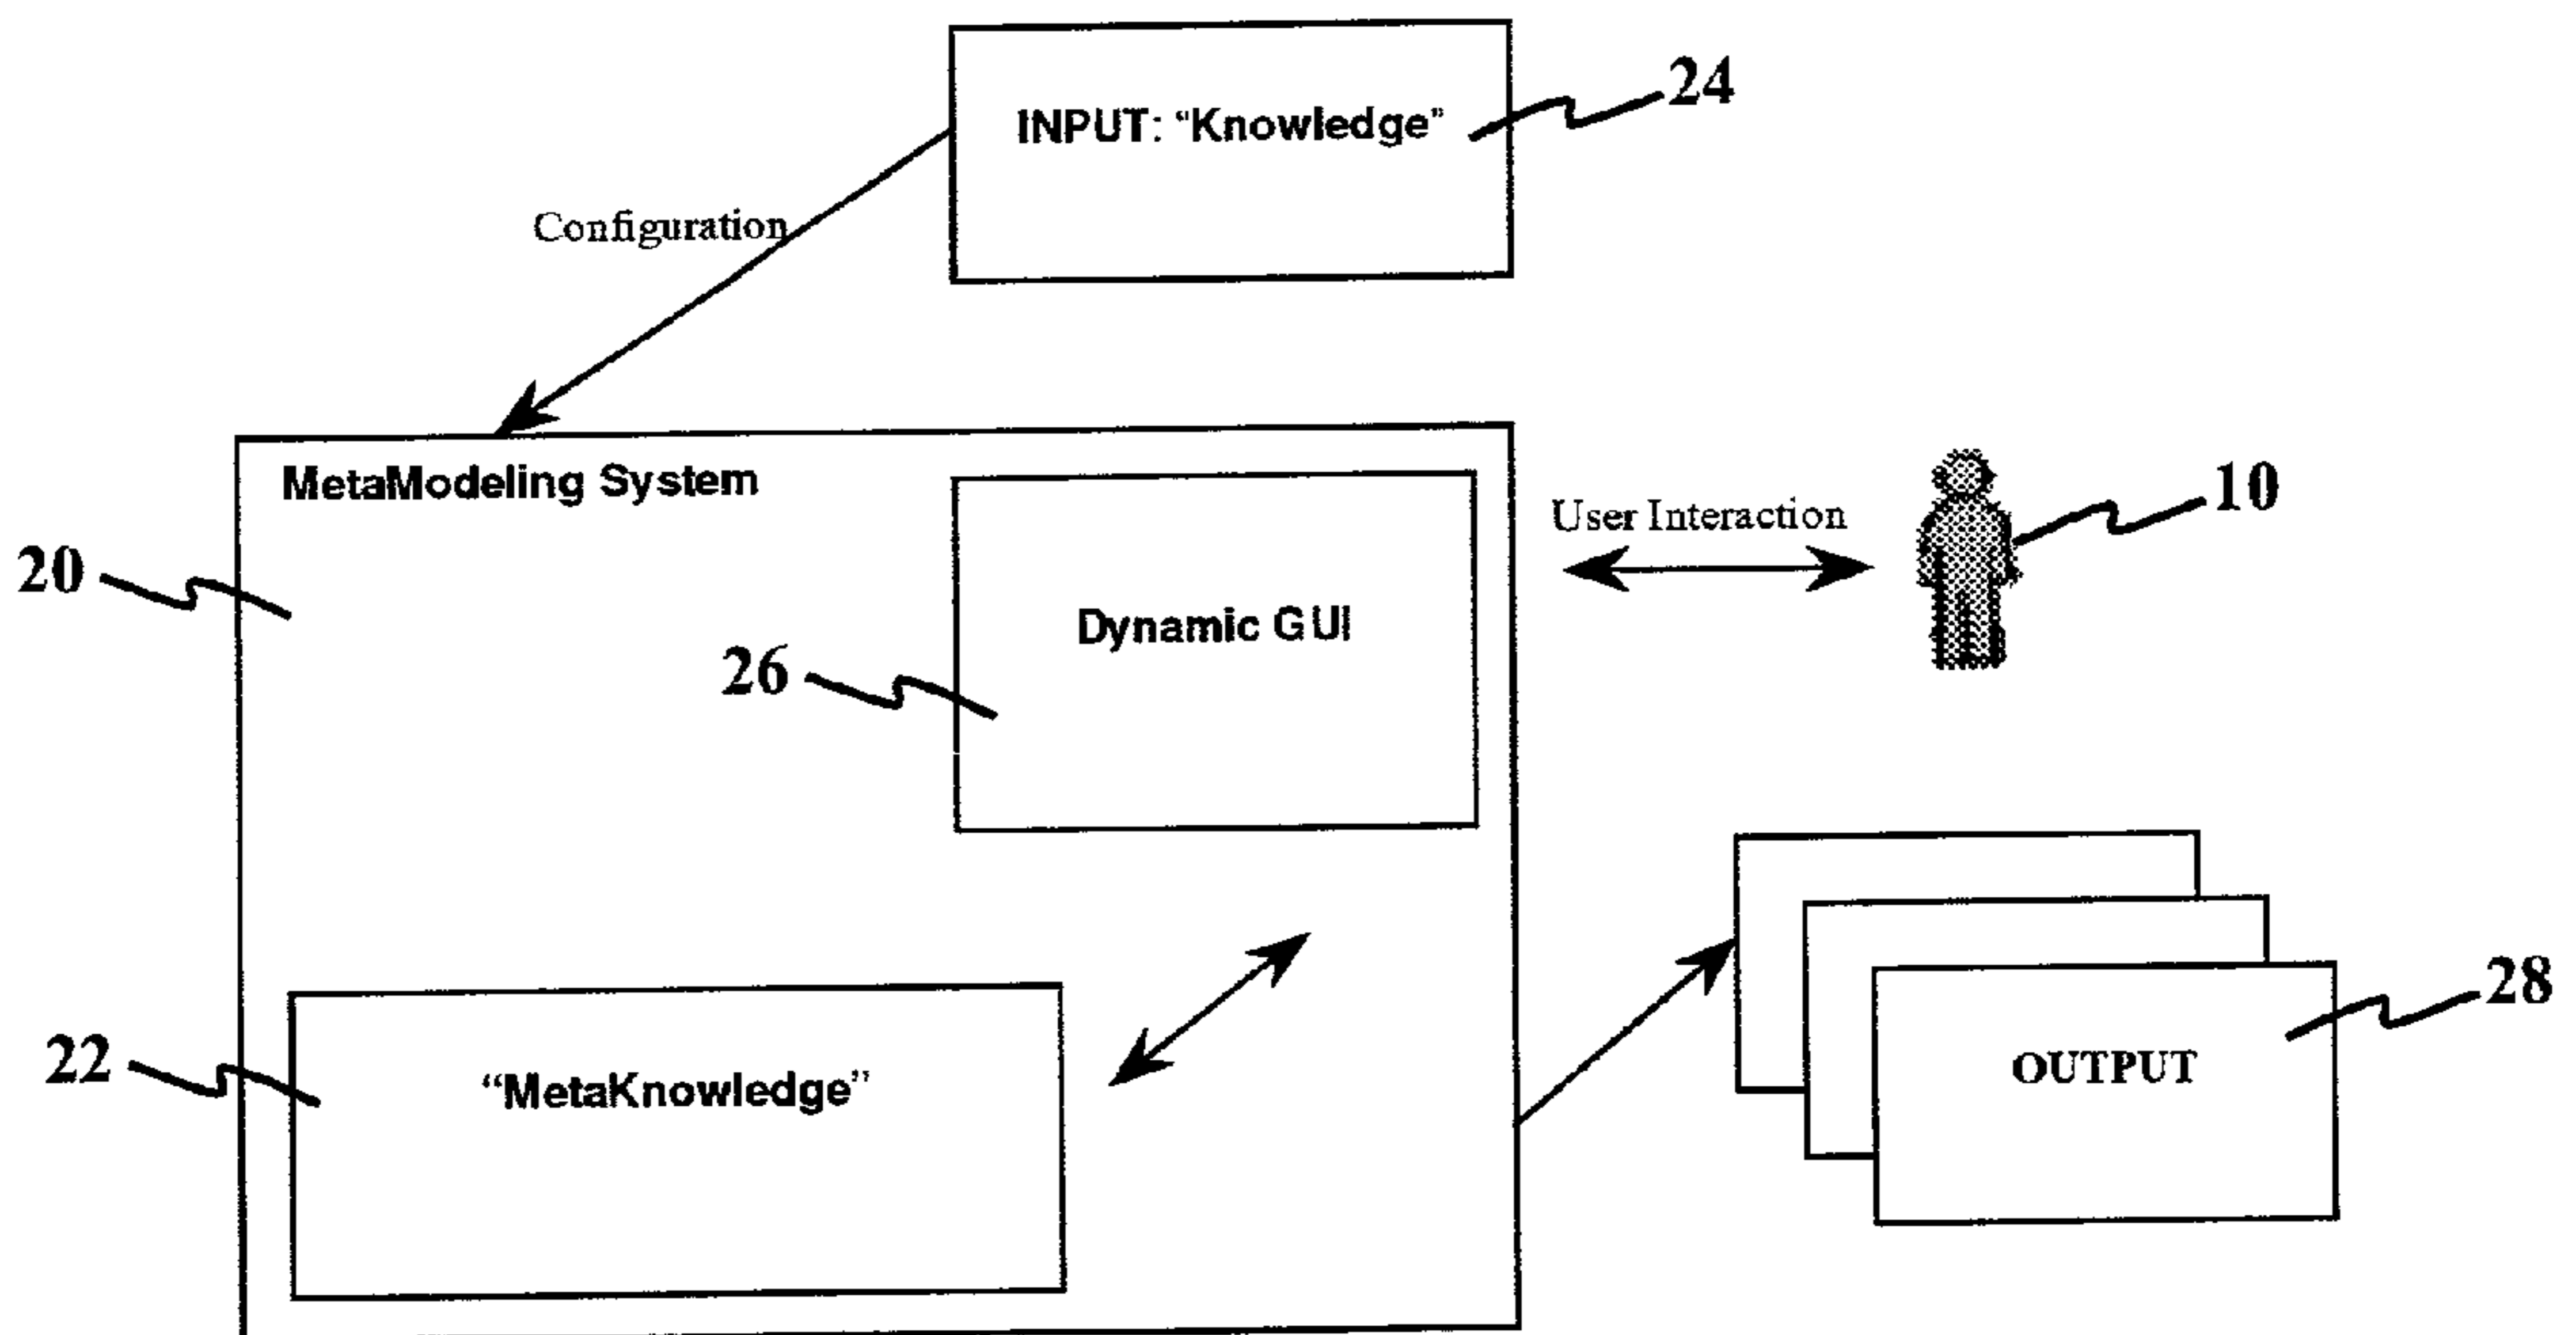 INPUT: “Knowledge”
24
Configuration
MetaModeling System
20
User Interaction
10
Dynamic GUI
26
22
“MetaKnowledge”
OUTPUT
28